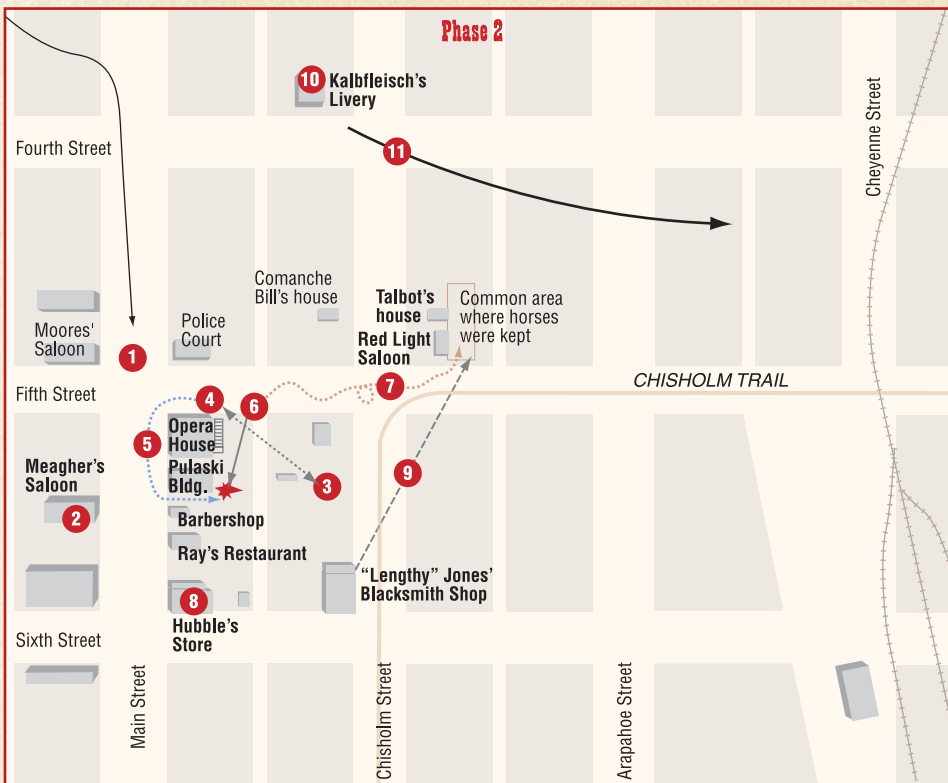 Phase 2
10
Kalbfleisch's
Livery
Cheyenne Street
Fourth Street
11
Comanche
Bill's house
Talbot's
house
Common area
where horses
were kept
Moores'
Saloon
Police
Court
Red Light
Saloon
1
7
CHISHOLM TRAIL
Fifth Street
4
6
5
Opera
House
Meagher's
Saloon
Pulaski
Bldg.
3
9
2
Barbershop
Ray's Restaurant
"Lengthy" Jones'
Blacksmith Shop
8
Hubble's
Store
Sixth Street
Main Street
Chisholm Street
Arapahoe Street